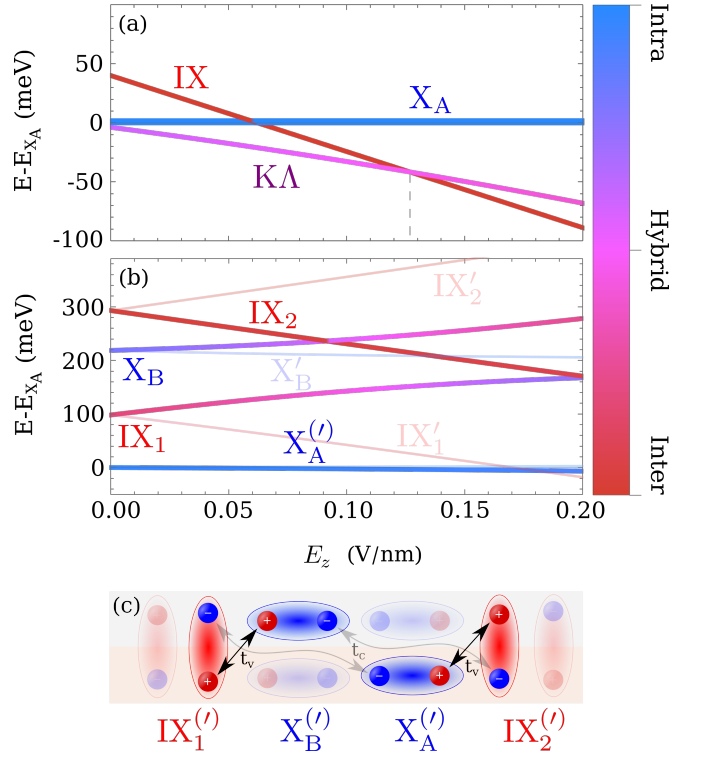 (a)
E-E_{X_A} (meV)
50
0
-50
-100
IX
X_A
KΛ
Intra
Hybrid
Inter
(b)
E-E_{X_A} (meV)
300
200
100
0
IX_2
IX'_2
X_B
X'_B
IX_1
X_A^{(′)}
IX'_1
0.00 0.05 0.10 0.15 0.20
E_z (V/nm)
(c)
+ − + − − + + −
t_v t_c t_v
IX_1^{(′)} X_B^{(′)} X_A^{(′)} IX_2^{(′)}